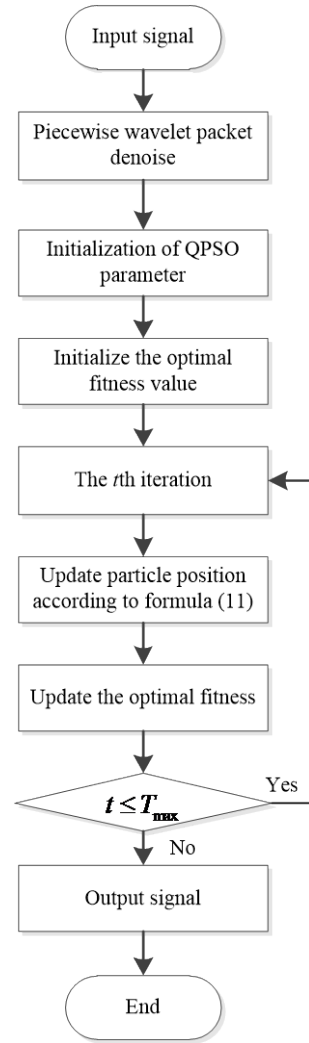 Input signal
Piecewise wavelet packet
denoise
Initialization of QPSO
parameter
Initialize the optimal
fitness value
The tth iteration
Update particle position
according to formula (11)
Update the optimal fitness
t ≤ T_max
Yes
No
Output signal
End